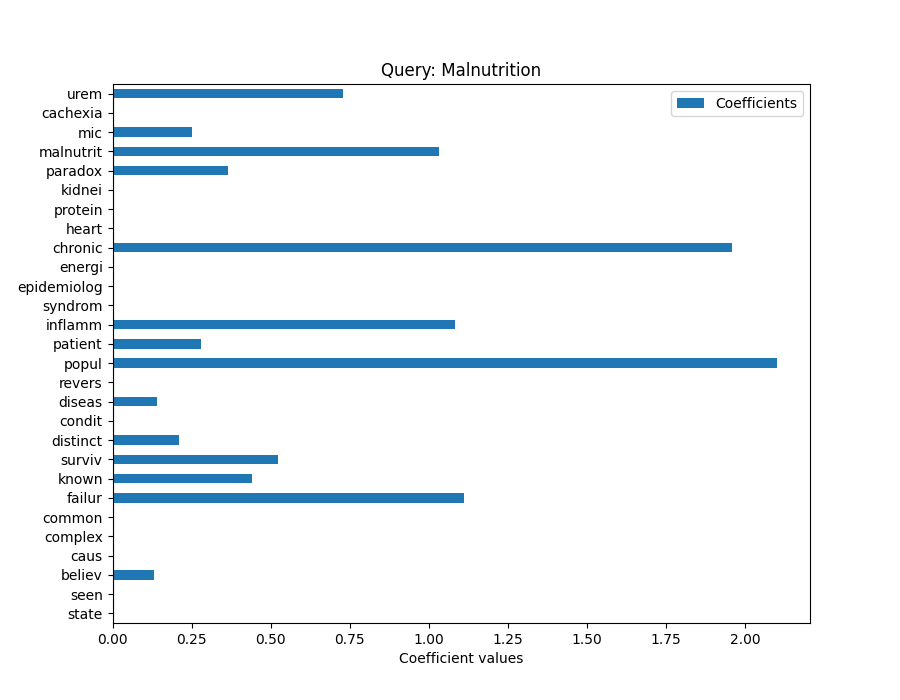 Query: Malnutrition
Coefficients
urem
cachexia
mic
malnutrit
paradox
kidnei
protein
heart
chronic
energi
epidemiolog
syndrom
inflamm
patient
popul
revers
diseas
condit
distinct
surviv
known
failur
common
complex
caus
believ
seen
state
0.00 0.25 0.50 0.75 1.00 1.25 1.50 1.75 2.00
Coefficient values